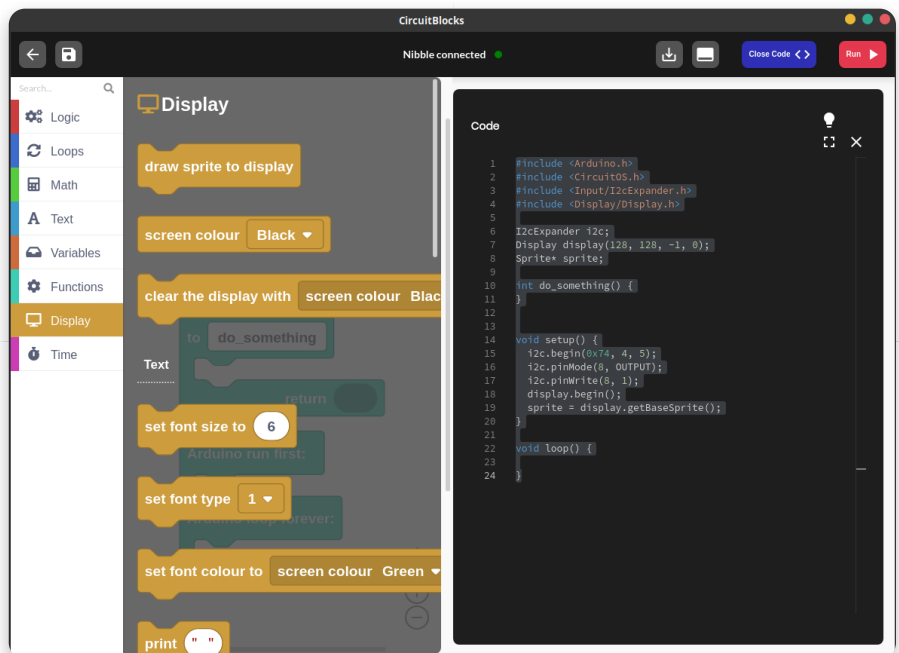 CircuitBlocks
Nibble connected
Close Code
Run
Search...
Logic
Loops
Math
Text
Variables
Functions
Display
Time
Display
draw sprite to display
screen colour Black
clear the display with screen colour Blac
to do_something
Text
return
set font size to 6
Arduino run first:
set font type 1
Arduino loop forever:
set font colour to screen colour Green
print " "
Code
1 #include <Arduino.h>
2 #include <CircuitOS.h>
3 #include <Input/I2cExpander.h>
4 #include <Display/Display.h>
5
6 I2cExpander i2c;
7 Display display(128, 128, -1, 0);
8 Sprite* sprite;
9
10 int do_something() {
11 }
12
13
14 void setup() {
15 i2c.begin(0x74, 4, 5);
16 i2c.pinMode(8, OUTPUT);
17 i2c.pinWrite(8, 1);
18 display.begin();
19 sprite = display.getBaseSprite();
20 }
21
22 void loop() {
23
24 }